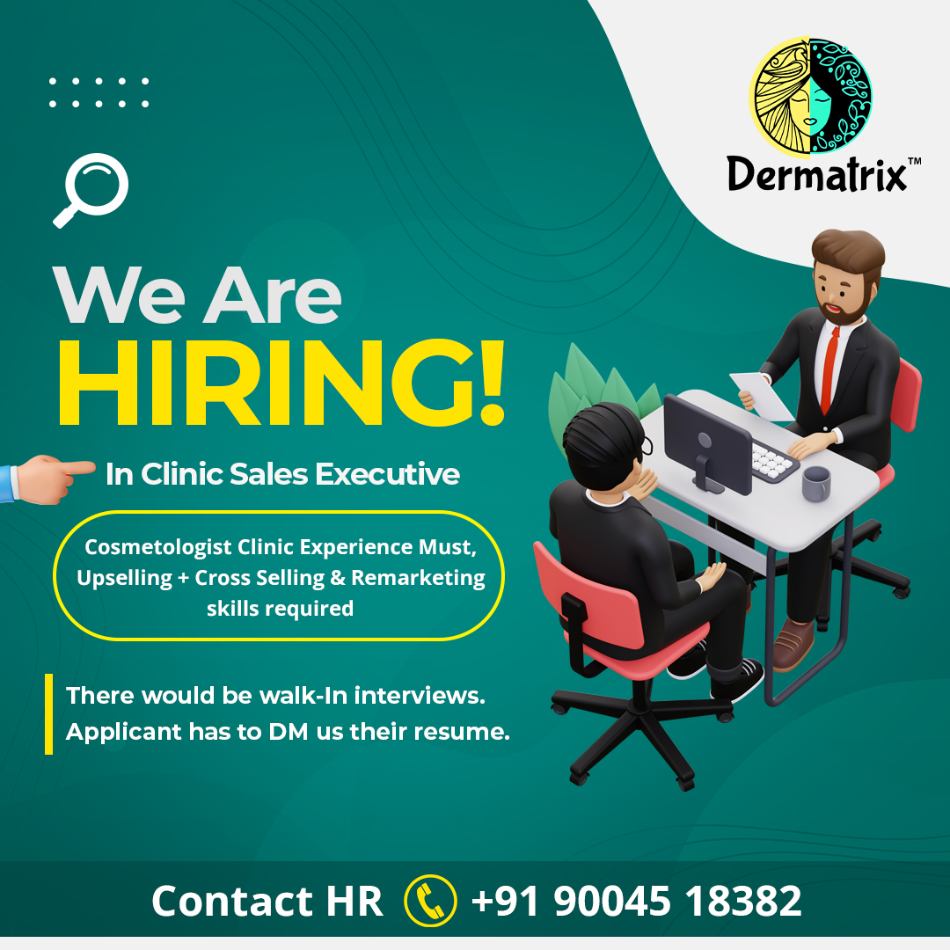 Dermatrix™
We Are
HIRING!
In Clinic Sales Executive
Cosmetologist Clinic Experience Must,
Upselling + Cross Selling & Remarketing
skills required
There would be walk-In interviews.
Applicant has to DM us their resume.
Contact HR +91 90045 18382